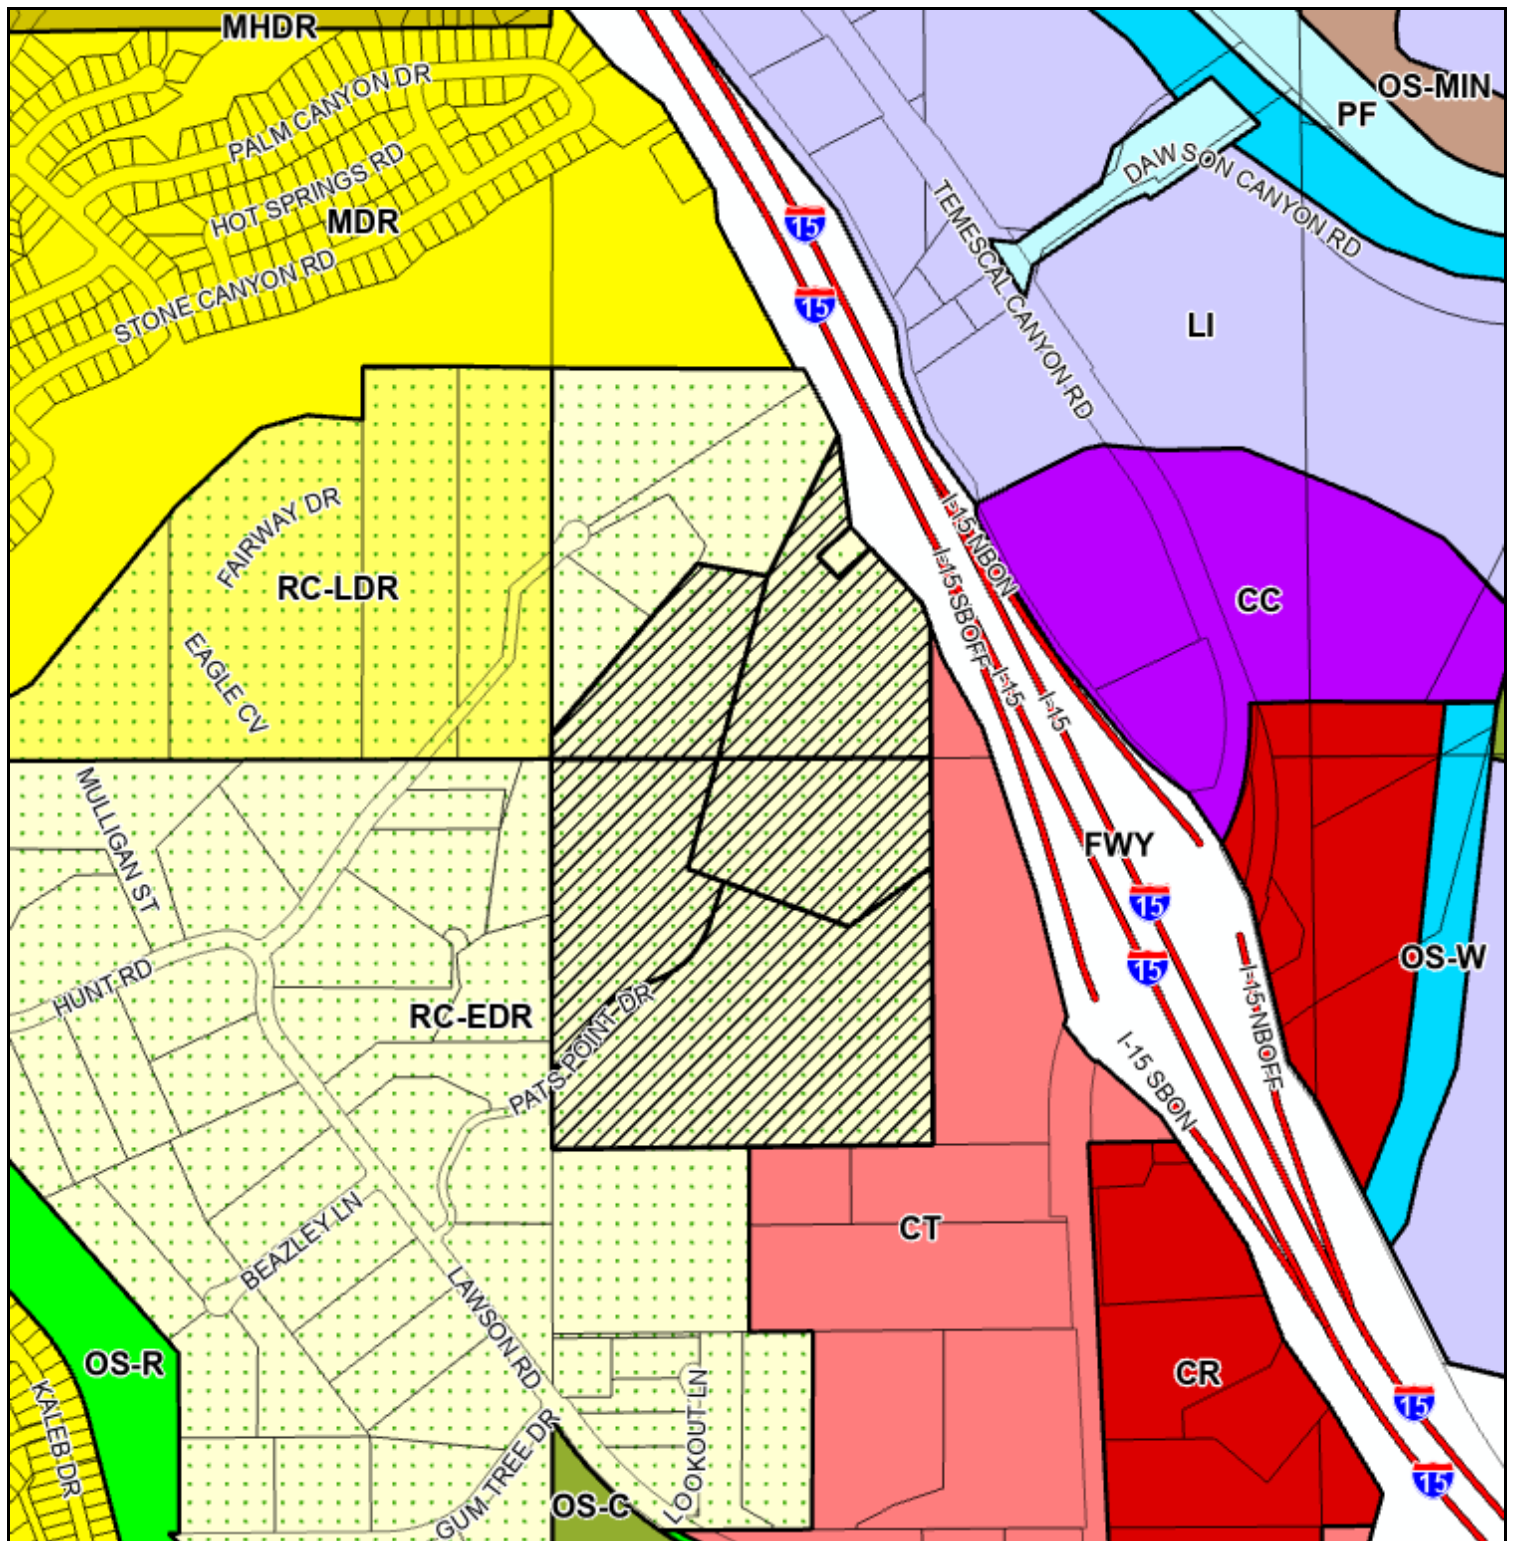 MHDR
OS-MIN
PF
PALM CANYON DR
DAWSON CANYON RD
HOT SPRINGS RD
MDR
TEMESCAL CANYON RD
15
STONE CANYON RD
15
LI
FAIRWAY DR
I-15 NBON
RC-LDR
I-15 SBOFF
CC
EAGLE CV
I-15
I-15
MULLIGAN ST
FWY
15
HUNT RD
15
OS-W
RC-EDR
I-15 NBOFF
PATS POINT DR
I-15 SBON
BEAZLEY LN
CT
LAWSON RD
OS-R
CR
KALEB DR
LOOKOUT LN
15
GUM TREE DR
OS-C
15